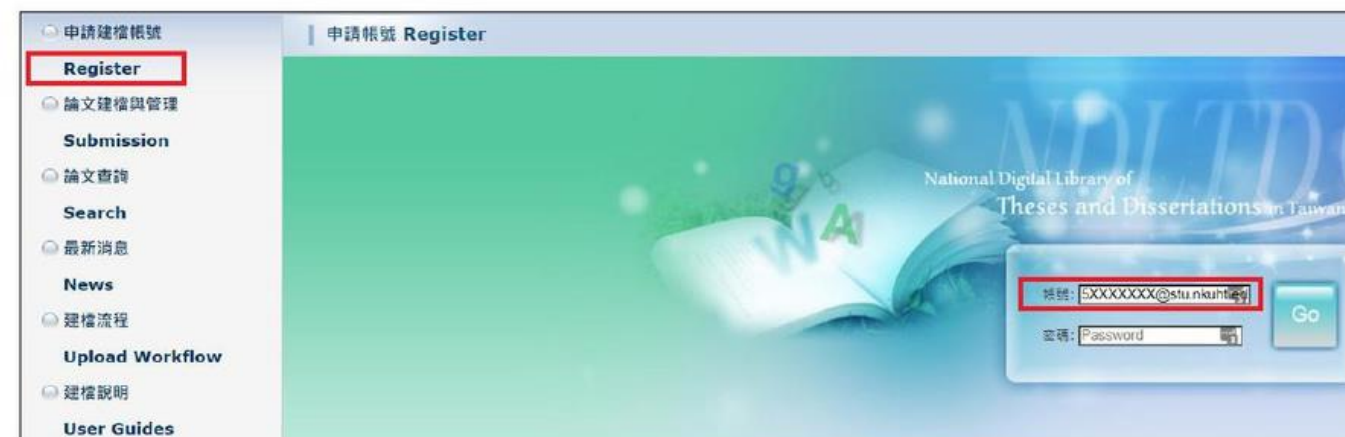 申請建檔帳號
Register
論文建檔與管理
Submission
論文查詢
Search
最新消息
News
建檔流程
Upload Workflow
建檔說明
User Guides
申請帳號 Register
NDLTD
National Digital Library of
Theses and Dissertations in Taiwan
帳號: 5XXXXXXX@stu.nkuht.ed
密碼: Password
Go